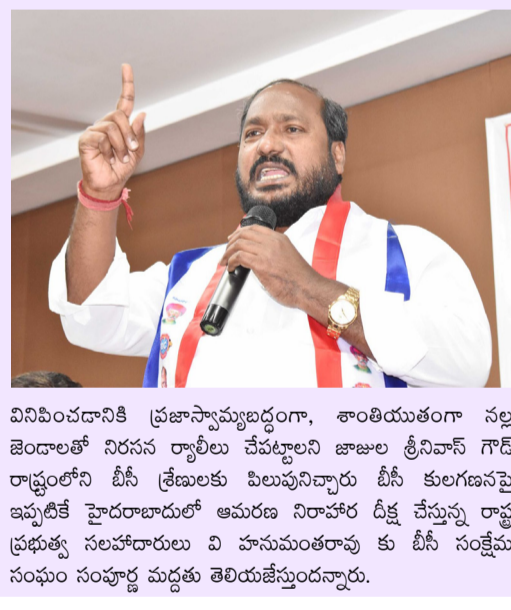 వినిపించడానికి ప్రజాస్వామ్యబద్ధంగా, శాంతియుతంగా నల్ల
జెండాలతో నిరసన ర్యాలీలు చేపట్టాలని జాజుల శ్రీనివాస్ గౌడ్
రాష్ట్రంలోని బీసీ శ్రేణులకు పిలుపునిచ్చారు బీసీ కులగణనపై
ఇప్పటికే హైదరాబాదులో ఆమరణ నిరాహార దీక్ష చేస్తున్న రాష్ట్ర
ప్రభుత్వ సలహాదారులు వి హనుమంతరావు కు బీసీ సంక్షేమ
సంఘం సంపూర్ణ మద్దతు తెలియజేస్తుందన్నారు.